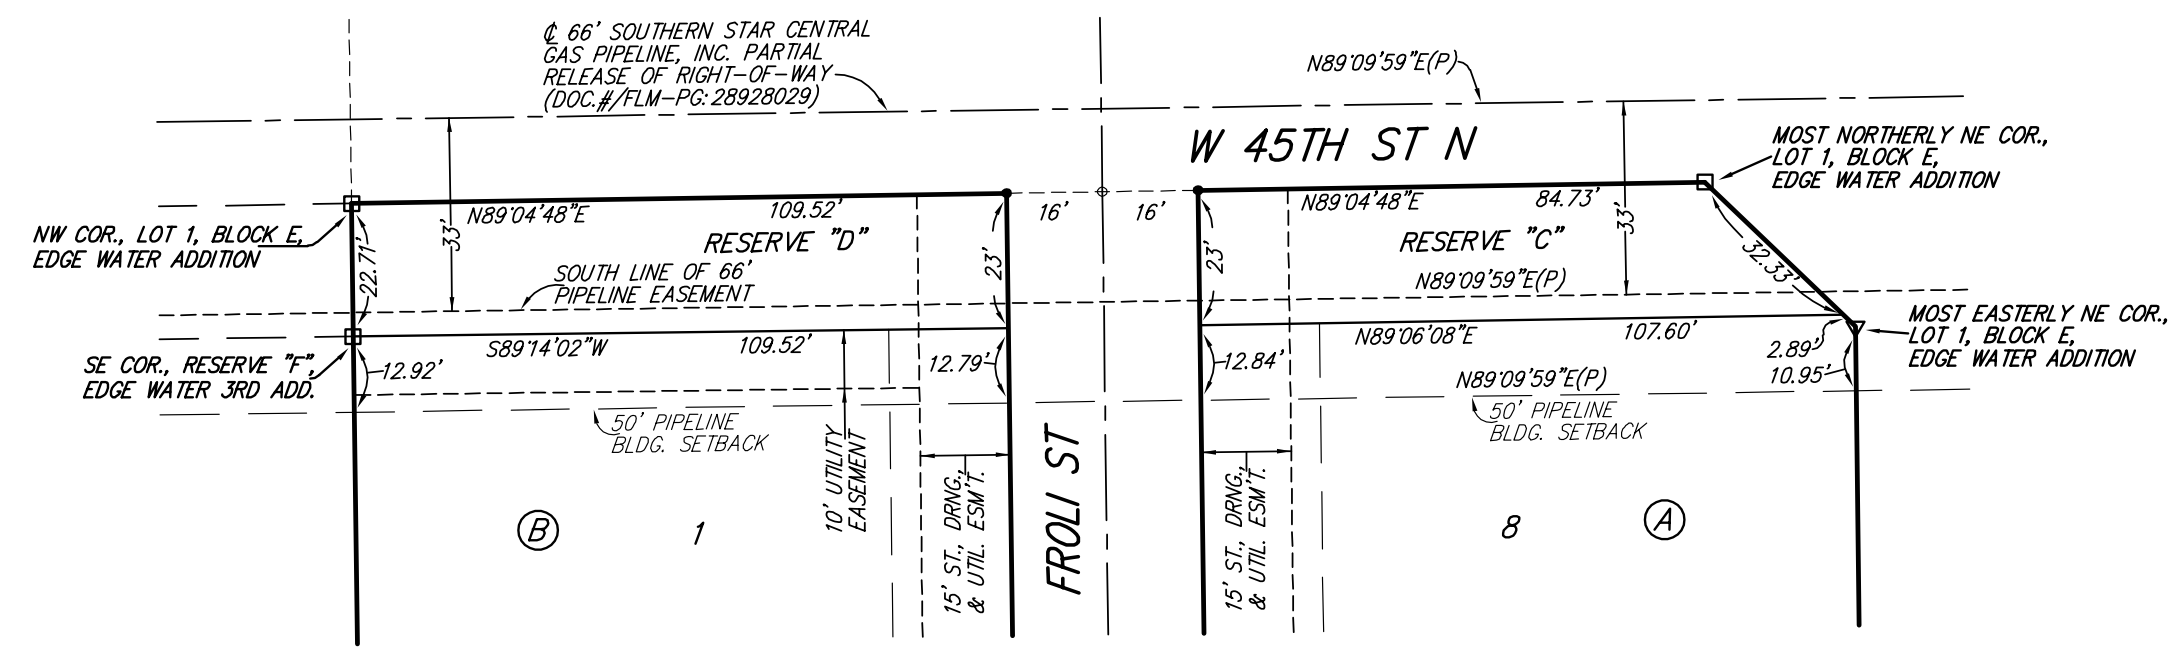 ℄ 66' SOUTHERN STAR CENTRAL
GAS PIPELINE, INC. PARTIAL
RELEASE OF RIGHT-OF-WAY
(DOC.#/FLM-PG:28928029)
N89°09'59"E(P)
W 45TH ST N
MOST NORTHERLY NE COR.,
LOT 1, BLOCK E,
EDGE WATER ADDITION
N89°04'48"E
109.52'
16'
16'
N89°04'48"E
84.73'
33'
33'
NW COR., LOT 1, BLOCK E,
EDGE WATER ADDITION
22.71'
RESERVE "D"
23'
23'
RESERVE "C"
32.33'
SOUTH LINE OF 66'
PIPELINE EASEMENT
N89°09'59"E(P)
MOST EASTERLY NE COR.,
LOT 1, BLOCK E,
EDGE WATER ADDITION
S89°14'02"W
109.52'
N89°06'08"E
107.60'
SE COR., RESERVE "F",
EDGE WATER 3RD ADD.
12.92'
12.79'
12.84'
2.89'
10.95'
N89°09'59"E(P)
50' PIPELINE
BLDG. SETBACK
50' PIPELINE
BLDG. SETBACK
10' UTILITY
EASEMENT
15' ST., DRNG.,
& UTIL. ESM'T.
FROLI ST
15' ST., DRNG.,
& UTIL. ESM'T.
B
1
8
A